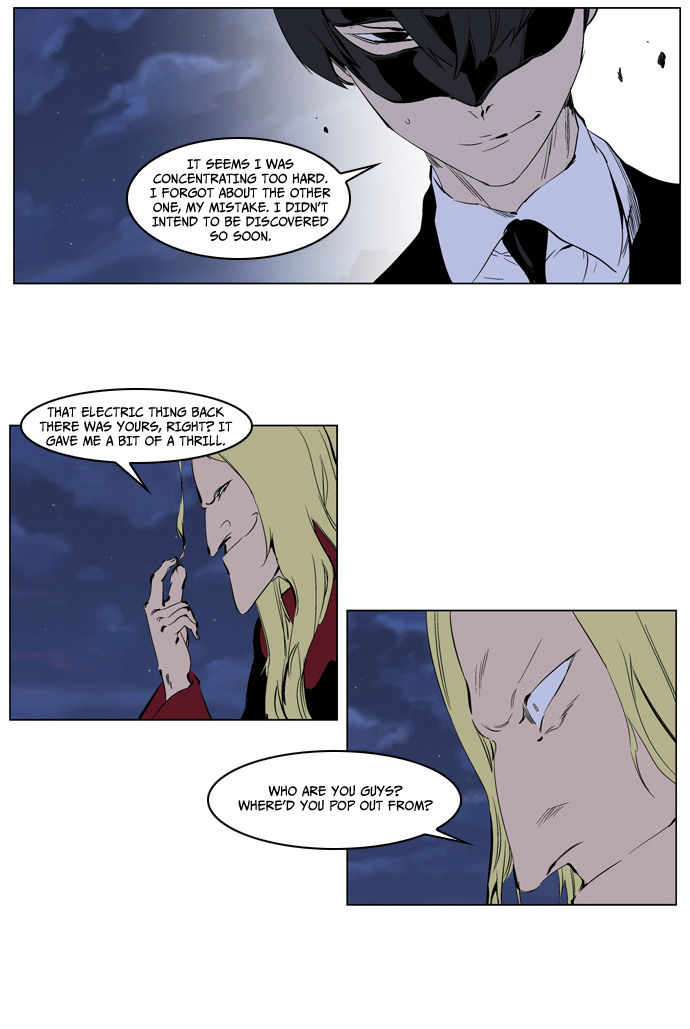 IT SEEMS I WAS
CONCENTRATING TOO HARD.
I FORGOT ABOUT THE OTHER
ONE, MY MISTAKE. I DIDN'T
INTEND TO BE DISCOVERED
SO SOON.
THAT ELECTRIC THING BACK
THERE WAS YOURS, RIGHT? IT
GAVE ME A BIT OF A THRILL.
WHO ARE YOU GUYS?
WHERE'D YOU POP OUT FROM?